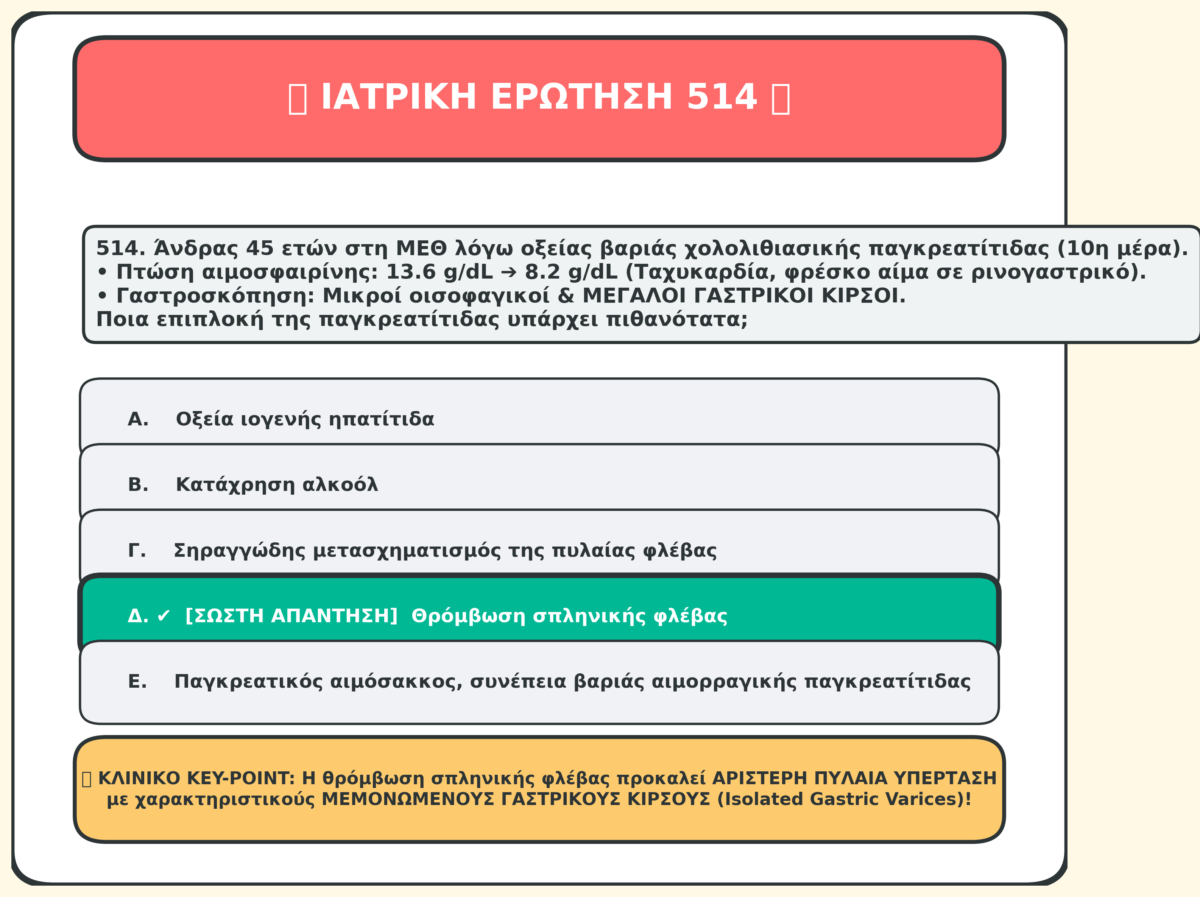 ΙΑΤΡΙΚΗ ΕΡΩΤΗΣΗ 514
514. Άνδρας 45 ετών στη ΜΕΘ λόγω οξείας βαριάς χολολιθιασικής παγκρεατίτιδας (10η μέρα).
• Πτώση αιμοσφαιρίνης: 13.6 g/dL → 8.2 g/dL (Ταχυκαρδία, φρέσκο αίμα σε ρινογαστρικό).
• Γαστροσκόπηση: Μικροί οισοφαγικοί & ΜΕΓΑΛΟΙ ΓΑΣΤΡΙΚΟΙ ΚΙΡΣΟΙ.
Ποια επιπλοκή της παγκρεατίτιδας υπάρχει πιθανότατα;
Α. Οξεία ιογενής ηπατίτιδα
Β. Κατάχρηση αλκοόλ
Γ. Σηραγγώδης μετασχηματισμός της πυλαίας φλέβας
Δ. ✔ [ΣΩΣΤΗ ΑΠΑΝΤΗΣΗ] Θρόμβωση σπληνικής φλέβας
Ε. Παγκρεατικός αιμόσακκος, συνέπεια βαριάς αιμορραγικής παγκρεατίτιδας
ΚΛΙΝΙΚΟ KEY-POINT: Η θρόμβωση σπληνικής φλέβας προκαλεί ΑΡΙΣΤΕΡΗ ΠΥΛΑΙΑ ΥΠΕΡΤΑΣΗ
με χαρακτηριστικούς ΜΕΜΟΝΩΜΕΝΟΥΣ ΓΑΣΤΡΙΚΟΥΣ ΚΙΡΣΟΥΣ (Isolated Gastric Varices)!